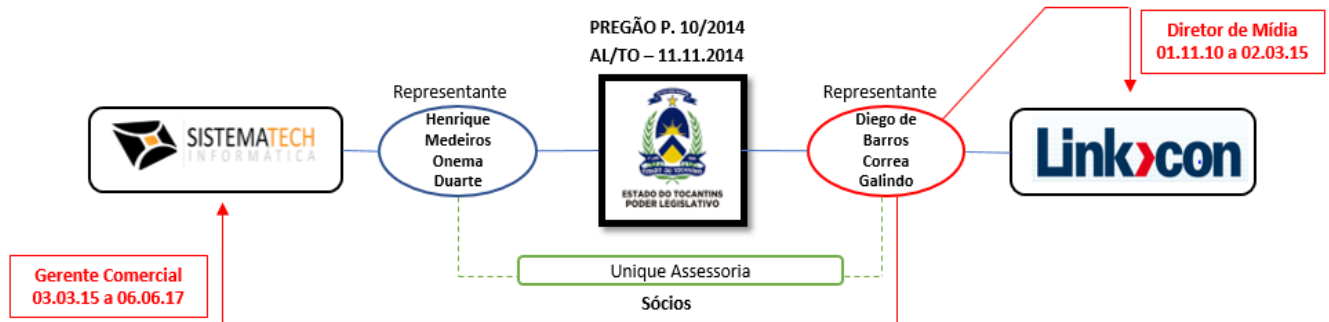 PREGÃO P. 10/2014
AL/TO – 11.11.2014
Diretor de Mídia
01.11.10 a 02.03.15
Representante
Representante
SISTEMATECH
INFORMÁTICA
Henrique
Medeiros
Onema
Duarte
ESTADO DO TOCANTINS
PODER LEGISLATIVO
Diego de
Barros
Correa
Galindo
Link>con
Gerente Comercial
03.03.15 a 06.06.17
Unique Assessoria
Sócios